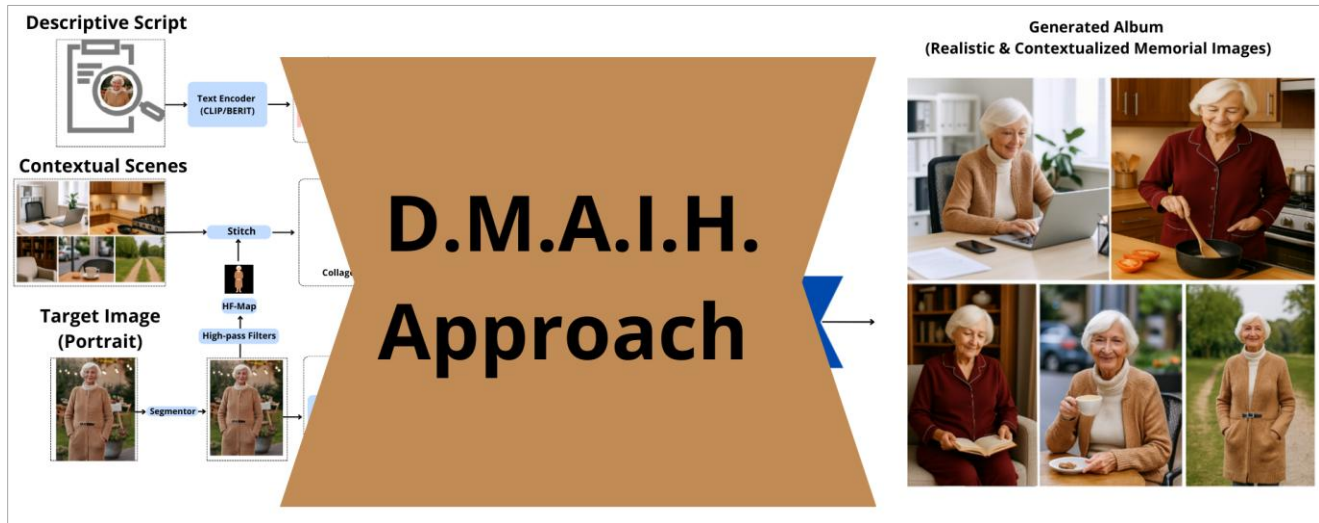 Descriptive Script
Text Encoder
(CLIP/BERIT)
Contextual Scenes
Stitch
HF-Map
High-pass Filters
Target Image
(Portrait)
Segmentor
Collage
D.M.A.I.H.
Approach
Generated Album
(Realistic & Contextualized Memorial Images)